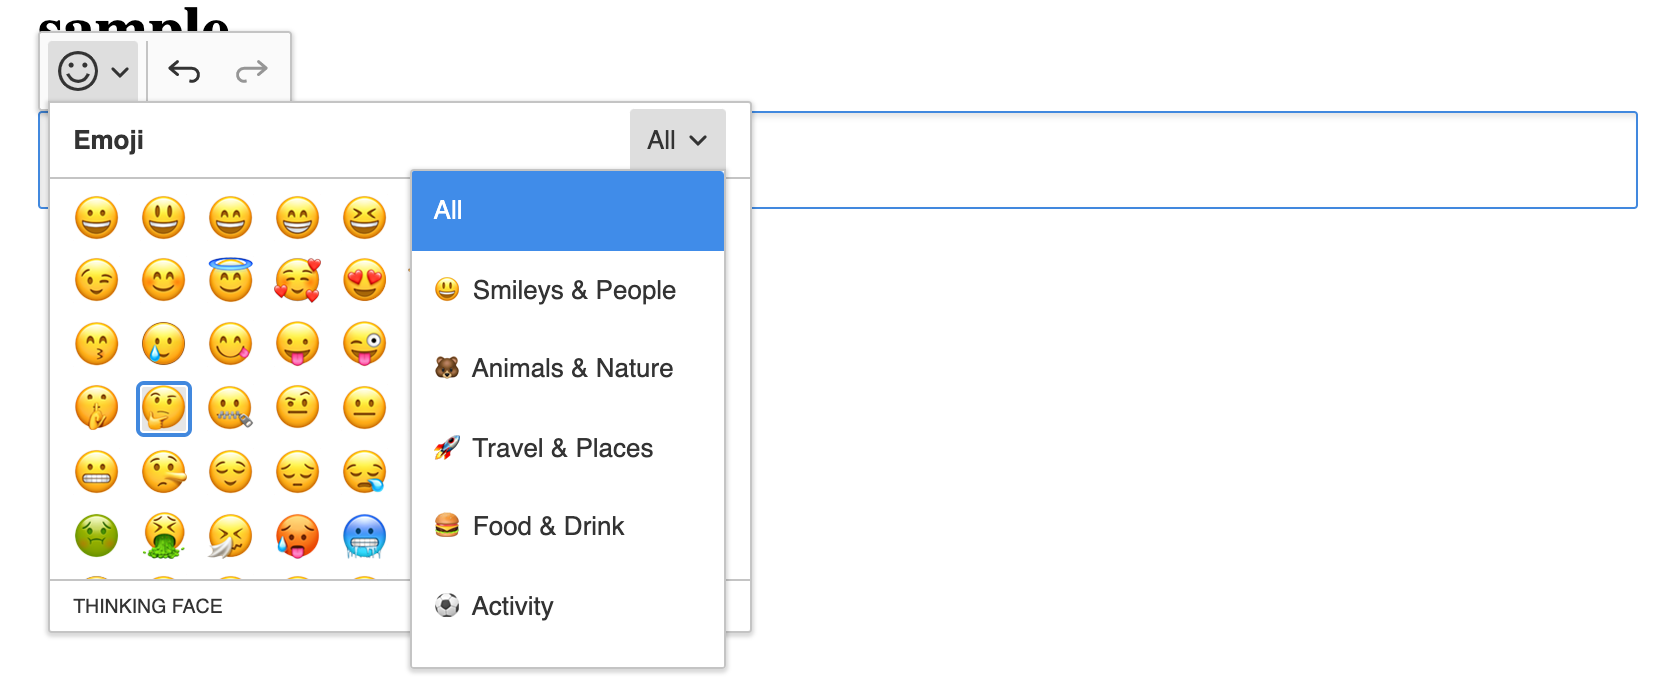 sample
Emoji
All
All
Smileys & People
Animals & Nature
Travel & Places
Food & Drink
Activity
THINKING FACE